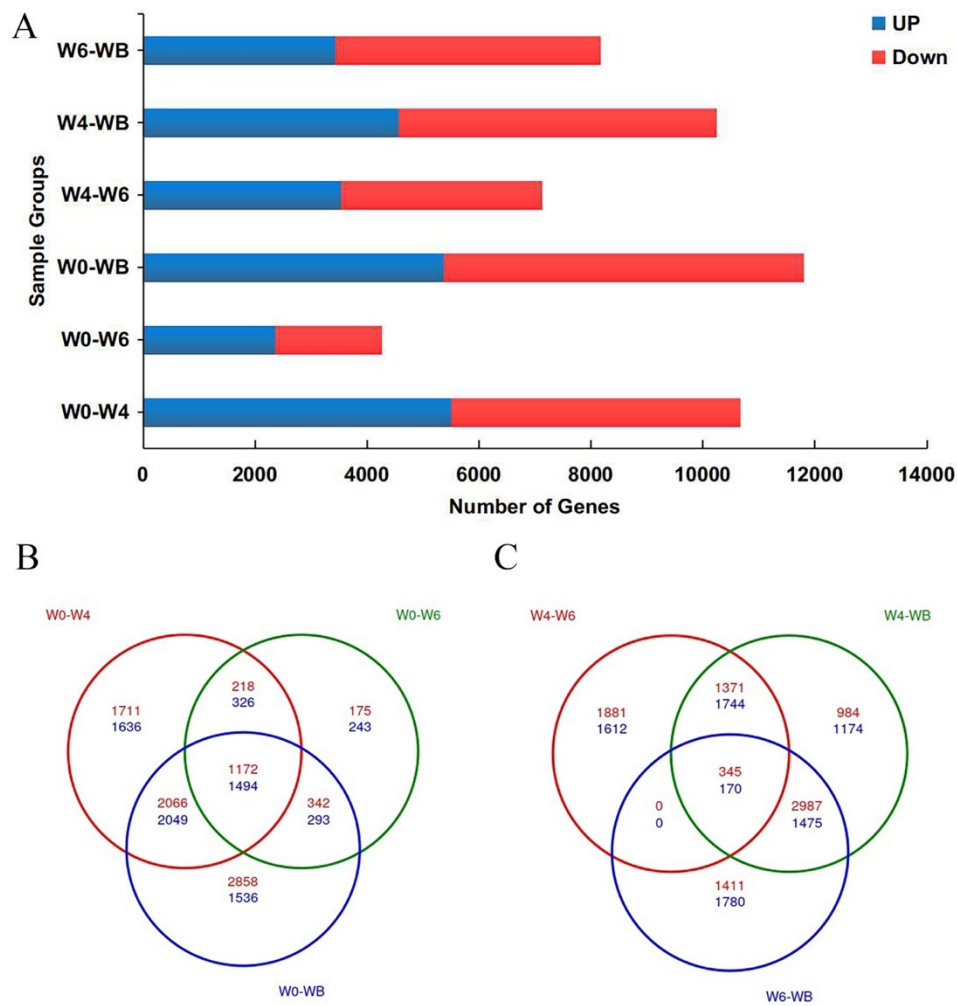 A
UP
Down
Sample Groups
W6-WB
W4-WB
W4-W6
W0-WB
W0-W6
W0-W4
0 2000 4000 6000 8000 10000 12000 14000
Number of Genes
B
W0-W4
W0-W6
218
326
1711
1636
175
243
1172
1494
2066
2049
342
293
2858
1536
W0-WB
C
W4-W6
W4-WB
1371
1744
1881
1612
984
1174
345
170
0
0
2987
1475
1411
1780
W6-WB